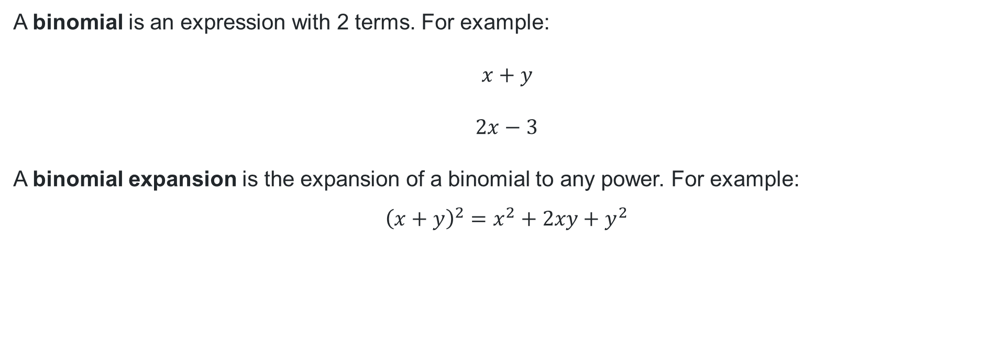 A binomial is an expression with 2 terms. For example:
x + y
2x − 3
A binomial expansion is the expansion of a binomial to any power. For example:
(x + y)² = x² + 2xy + y²